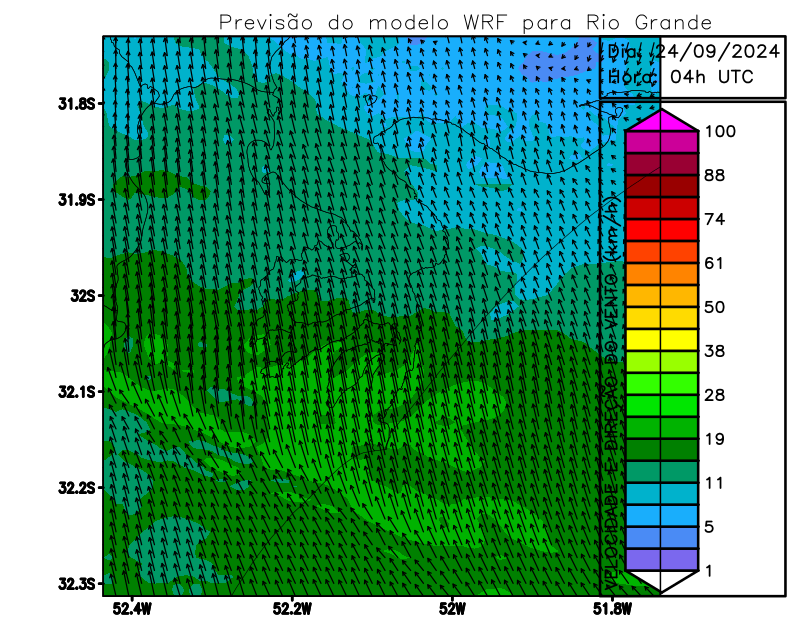 Previsão do modelo WRF para Rio Grande
Dia: 24/09/2024
Hora: 04h UTC
31.8S
31.9S
32S
32.1S
32.2S
32.3S
52.4W
52.2W
52W
51.8W
VELOCIDADE E DIREÇÃO DO VENTO (km/h)
100
88
74
61
50
38
28
19
11
5
1